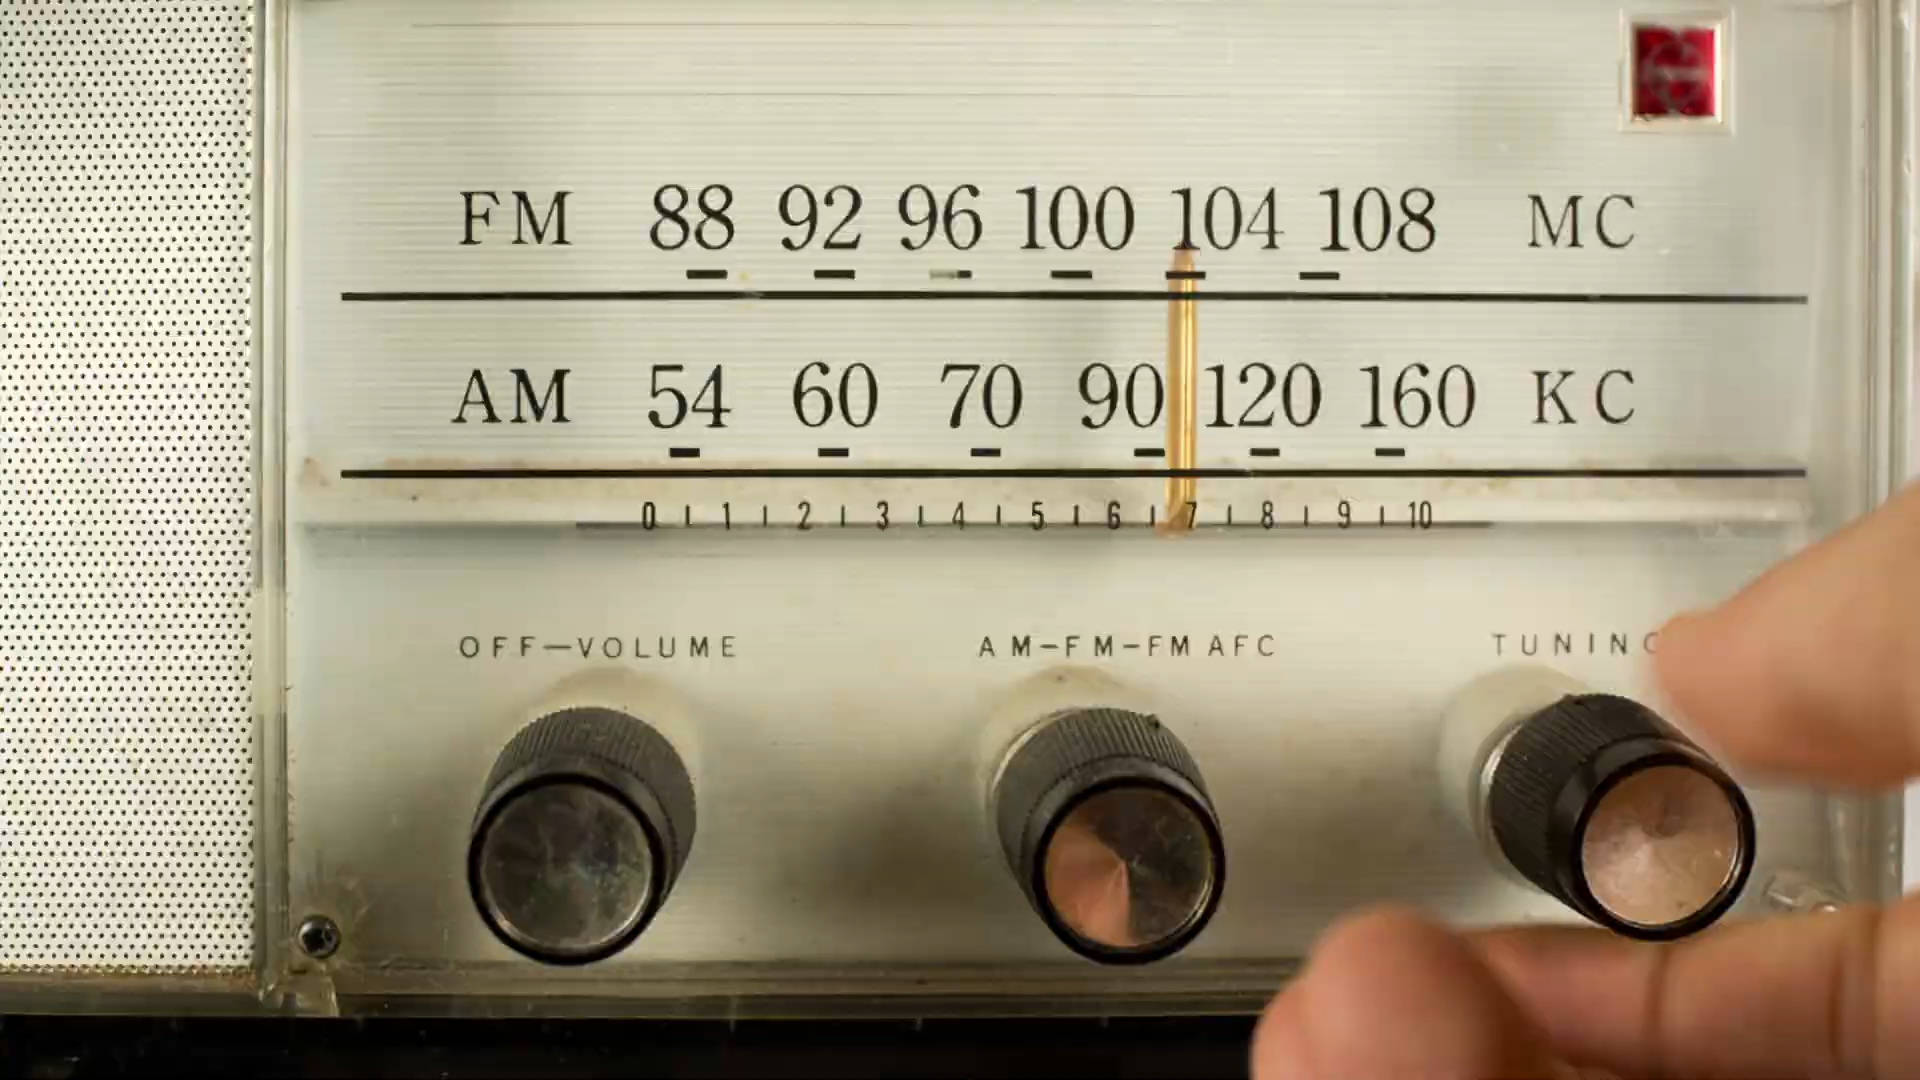 FM 88 92 96 100 104 108 MC
AM 54 60 70 90 120 160 KC
0 1 2 3 4 5 6 7 8 9 10
OFF—VOLUME AM-FM-FM AFC TUNING